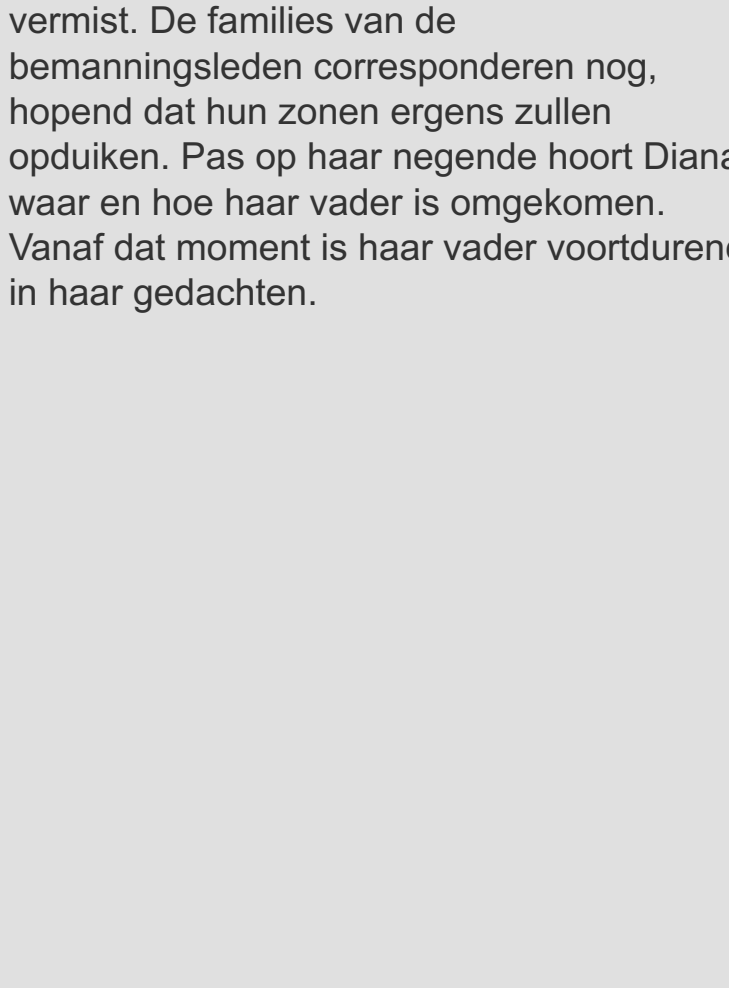 vermist. De families van de
bemanningsleden corresponderen nog,
hopend dat hun zonen ergens zullen
opduiken. Pas op haar negende hoort Diana
waar en hoe haar vader is omgekomen.
Vanaf dat moment is haar vader voortduren
in haar gedachten.